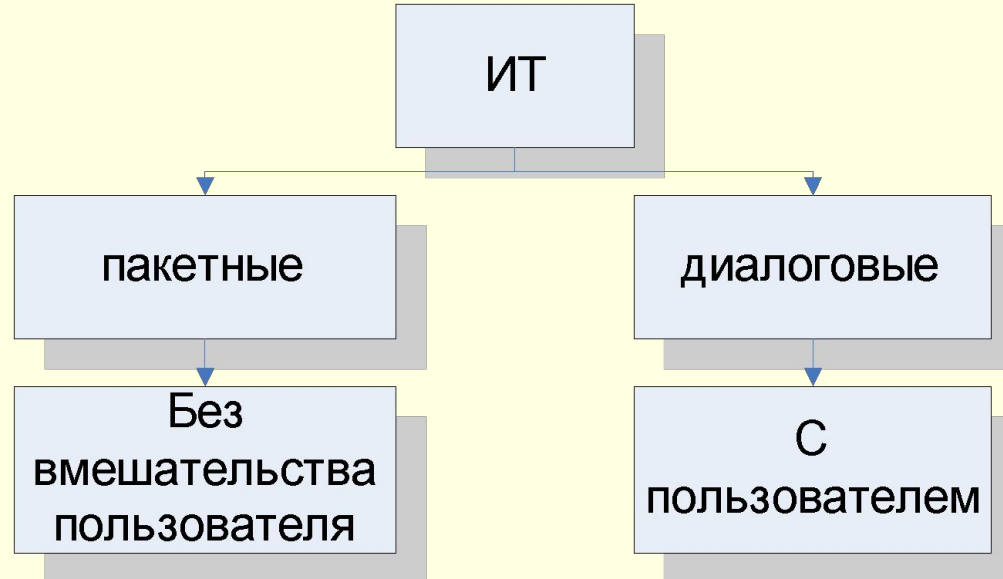 ИТ
пакетные
диалоговые
Без
вмешательства
пользователя
С
пользователем